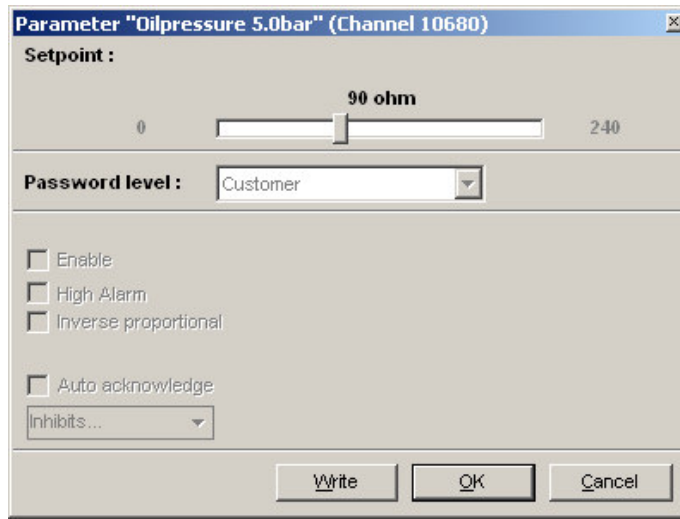 Parameter "Oilpressure 5.0bar" (Channel 10680)
Setpoint :
90 ohm
0 240
Password level : Customer
Enable
High Alarm
Inverse proportional
Auto acknowledge
Inhibits...
Write OK Cancel